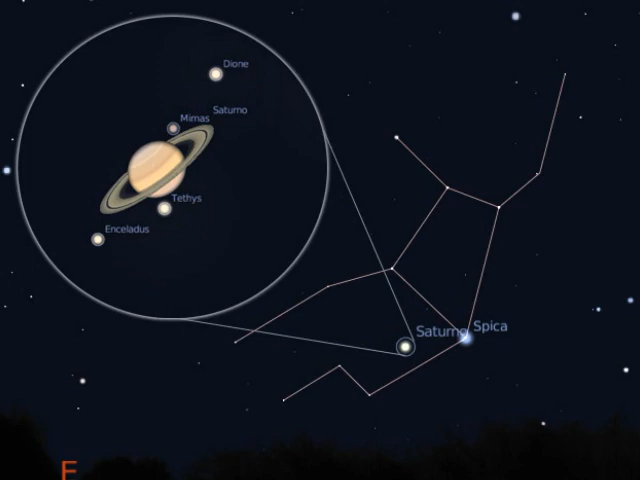 Dione
Saturno
Mimas
Tethys
Enceladus
Saturno
Spica
E